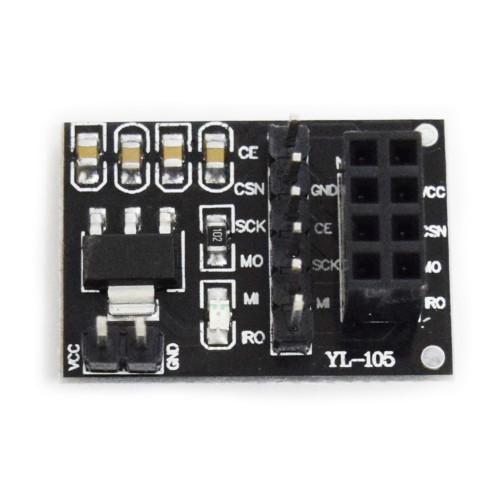 CE
CSN
SCK
MO
MI
IRO
GND
CE
SCK
MI
VCC
CSN
MO
IRO
102
VCC
GND
YL-105